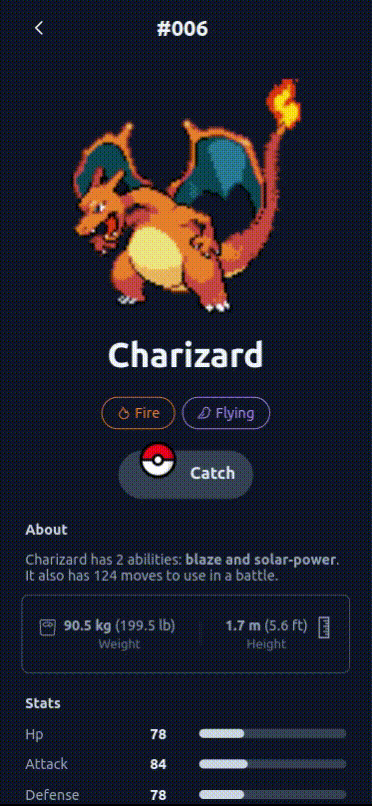 #006
Charizard
Fire Flying
Catch
About
Charizard has 2 abilities: blaze and solar-power.
It also has 124 moves to use in a battle.
90.5 kg (199.5 lb) 1.7 m (5.6 ft)
Weight Height
Stats
Hp 78
Attack 84
Defense 78